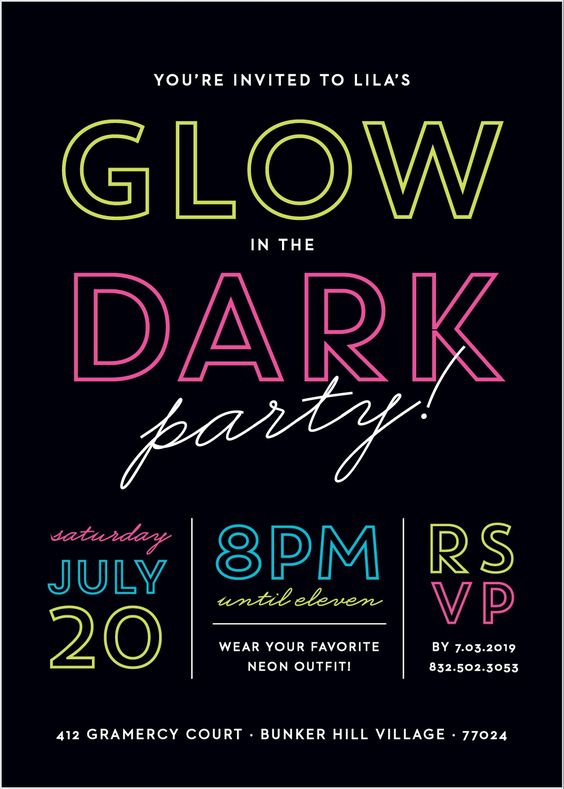 YOU'RE INVITED TO LILA'S
GLOW
IN THE
DARK
party!
saturday
JULY
20
8PM
until eleven
WEAR YOUR FAVORITE
NEON OUTFIT!
RS
VP
BY 7.03.2019
832.502.3053
412 GRAMERCY COURT · BUNKER HILL VILLAGE · 77024